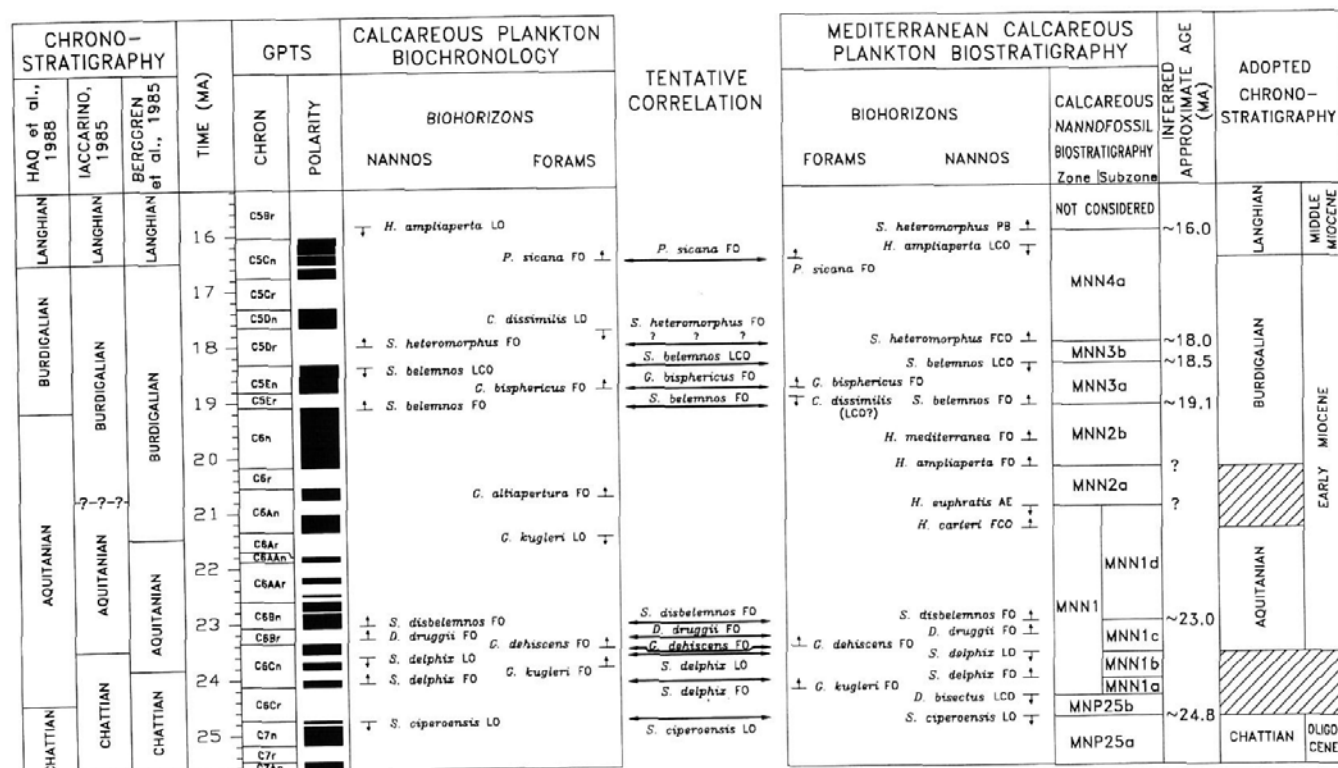 CHRONO-
STRATIGRAPHY
HAQ et al.,
1988
IACCARINO,
1985
BERGGREN
et al., 1985
TIME (MA)
GPTS
CHRON
POLARITY
CALCAREOUS PLANKTON
BIOCHRONOLOGY
BIOHORIZONS
NANNOS
FORAMS
TENTATIVE
CORRELATION
MEDITERRANEAN CALCAREOUS
PLANKTON BIOSTRATIGRAPHY
BIOHORIZONS
FORAMS
NANNOS
CALCAREOUS
NANNOFOSSIL
BIOSTRATIGRAPHY
Zone Subzone
INFERRED
APPROXIMATE AGE
(MA)
ADOPTED
CHRONO-
STRATIGRAPHY
LANGHIAN
BURDIGALIAN
AQUITANIAN
CHATTIAN
LANGHIAN
BURDIGALIAN
?-?-?-?
AQUITANIAN
CHATTIAN
LANGHIAN
BURDIGALIAN
AQUITANIAN
CHATTIAN
16
17
18
19
20
21
22
23
24
25
C5Br
C5Cn
C5Cr
C5Dn
C5Dr
C5En
C5Er
C6n
C6r
C6An
C6Ar
C6AAn
C6AAr
C6Bn
C6Br
C6Cn
C6Cr
C7n
C7r
C7An
H. ampliaperta LO
P. sicana FO
C. dissimilis LO
S. heteromorphus FO
S. belemnos LCO
G. bisphericus FO
S. belemnos FO
G. altiapertura FO
G. kugleri LO
S. disbelemnos FO
D. druggii FO
G. dehiscens FO
S. delphix LO
G. kugleri FO
S. delphix FO
S. ciperoensis LO
P. sicana FO
S. heteromorphus FO
? ? ?
S. belemnos LCO
G. bisphericus FO
S. belemnos FO
S. disbelemnos FO
D. druggii FO
G. dehiscens FO
S. delphix LO
S. delphix FO
S. ciperoensis LO
S. heteromorphus PB
H. ampliaperta LCO
P. sicana FO
S. heteromorphus FCO
S. belemnos LCO
G. bisphericus FO
C. dissimilis S. belemnos FO
(LCO?)
H. mediterranea FO
H. ampliaperta FO
H. euphratis AE
H. carteri FCO
S. disbelemnos FO
D. druggii FO
G. dehiscens FO
S. delphix LO
S. delphix FO
G. kugleri FO
D. bisectus LCO
S. ciperoensis LO
NOT CONSIDERED
MNN4a
MNN3b
MNN3a
MNN2b
MNN2a
MNN1
MNN1d
MNN1c
MNN1b
MNN1a
MNP25b
MNP25a
~16.0
~18.0
~18.5
~19.1
?
?
~23.0
~24.8
LANGHIAN
BURDIGALIAN
AQUITANIAN
CHATTIAN
MIDDLE
MIOCENE
EARLY MIOCENE
OLIGO
CENE